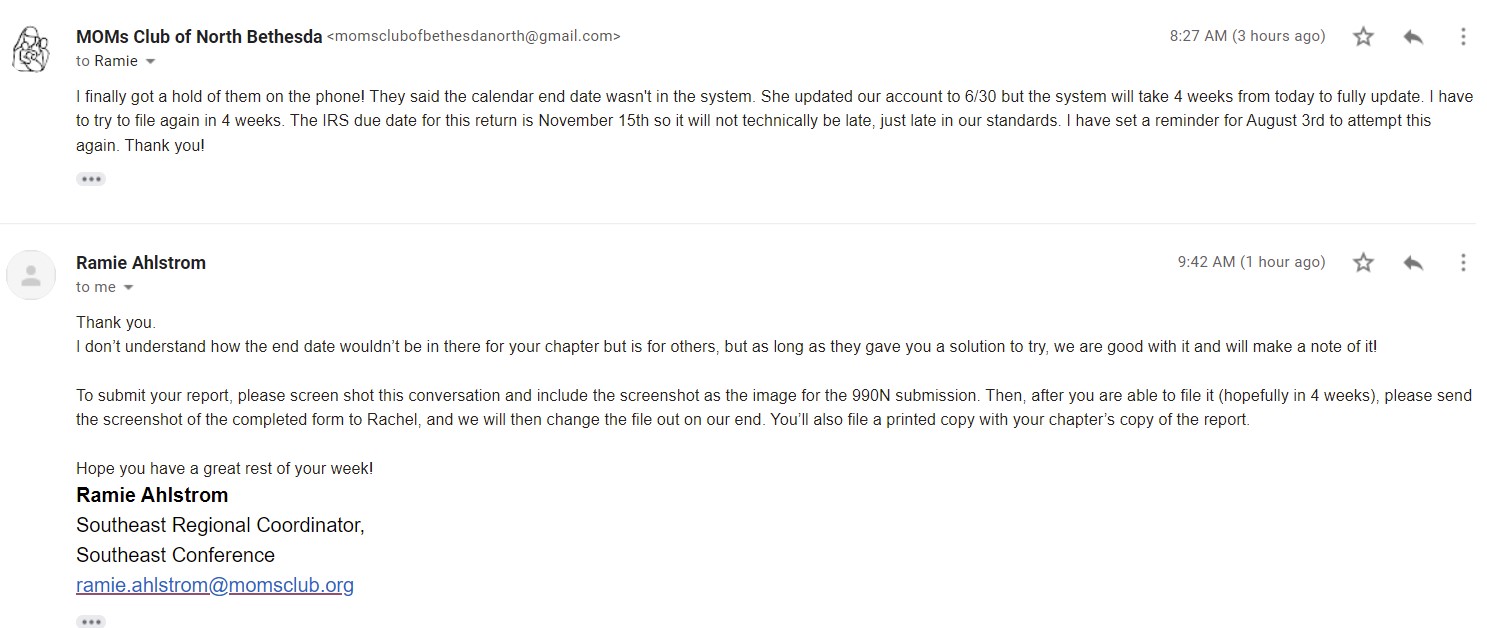 MOMs Club of North Bethesda <momsclubofbethesdanorth@gmail.com> 8:27 AM (3 hours ago)
to Ramie
I finally got a hold of them on the phone! They said the calendar end date wasn't in the system. She updated our account to 6/30 but the system will take 4 weeks from today to fully update. I have
to try to file again in 4 weeks. The IRS due date for this return is November 15th so it will not technically be late, just late in our standards. I have set a reminder for August 3rd to attempt this
again. Thank you!
Ramie Ahlstrom 9:42 AM (1 hour ago)
to me
Thank you.
I don’t understand how the end date wouldn’t be in there for your chapter but is for others, but as long as they gave you a solution to try, we are good with it and will make a note of it!
To submit your report, please screen shot this conversation and include the screenshot as the image for the 990N submission. Then, after you are able to file it (hopefully in 4 weeks), please send
the screenshot of the completed form to Rachel, and we will then change the file out on our end. You’ll also file a printed copy with your chapter’s copy of the report.
Hope you have a great rest of your week!
Ramie Ahlstrom
Southeast Regional Coordinator,
Southeast Conference
ramie.ahlstrom@momsclub.org